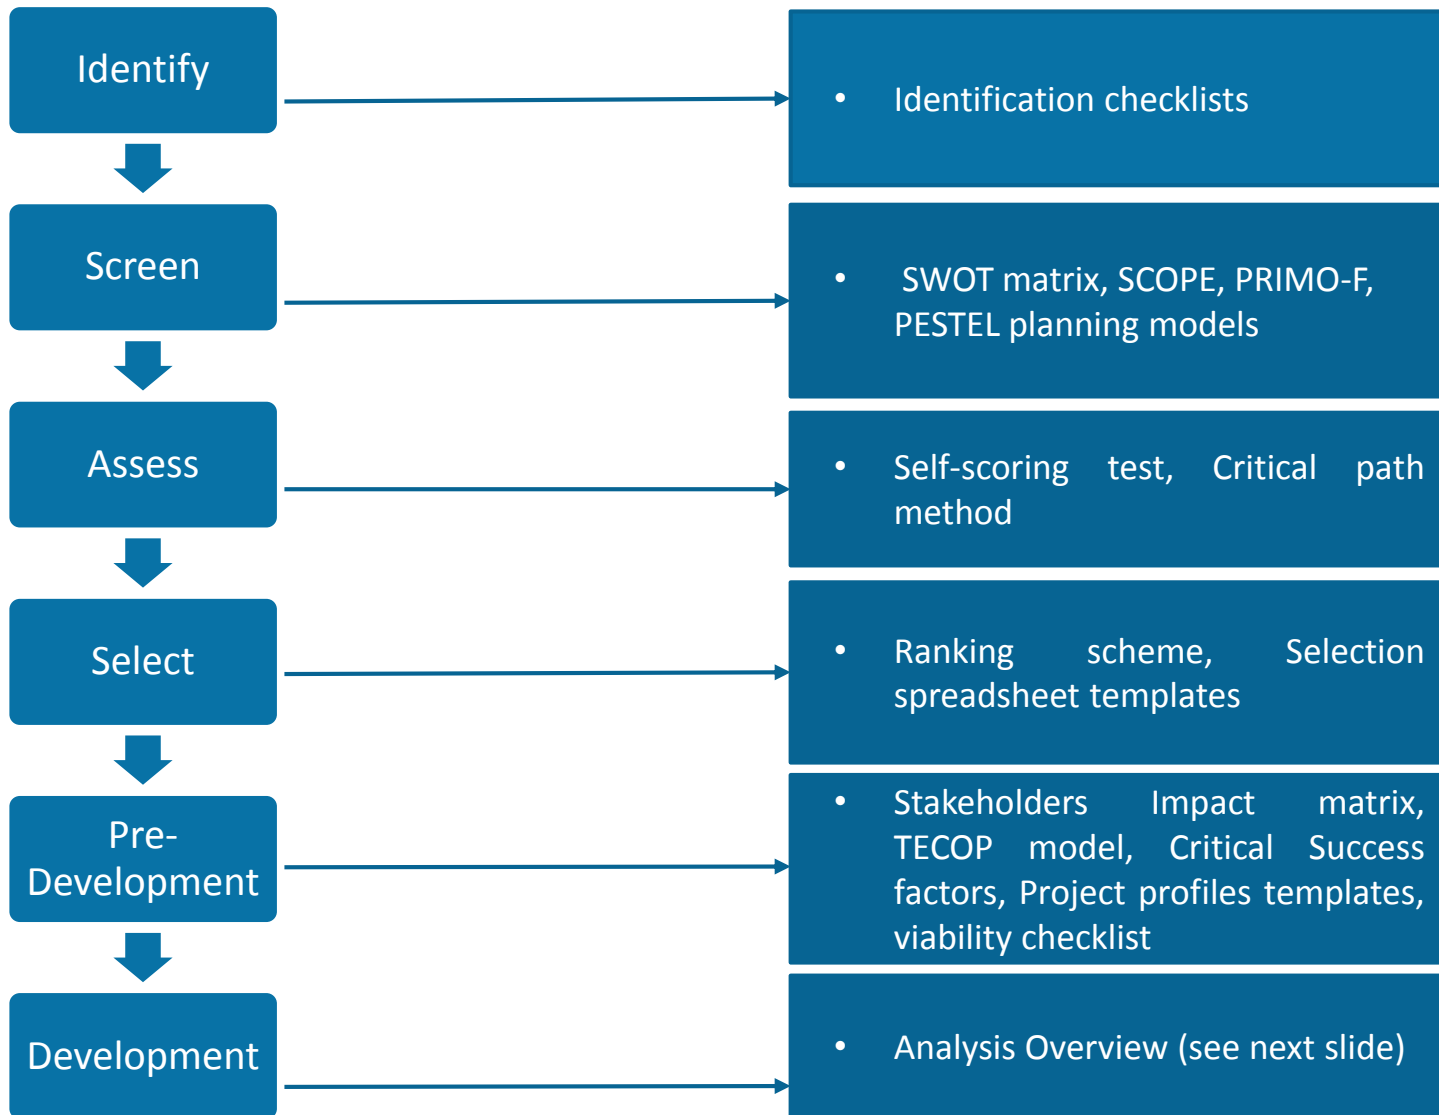 Identify
• Identification checklists
Screen
• SWOT matrix, SCOPE, PRIMO-F,
PESTEL planning models
Assess
• Self-scoring test, Critical path
method
Select
• Ranking scheme, Selection
spreadsheet templates
Pre-
Development
• Stakeholders Impact matrix,
TECOP model, Critical Success
factors, Project profiles templates,
viability checklist
Development
• Analysis Overview (see next slide)